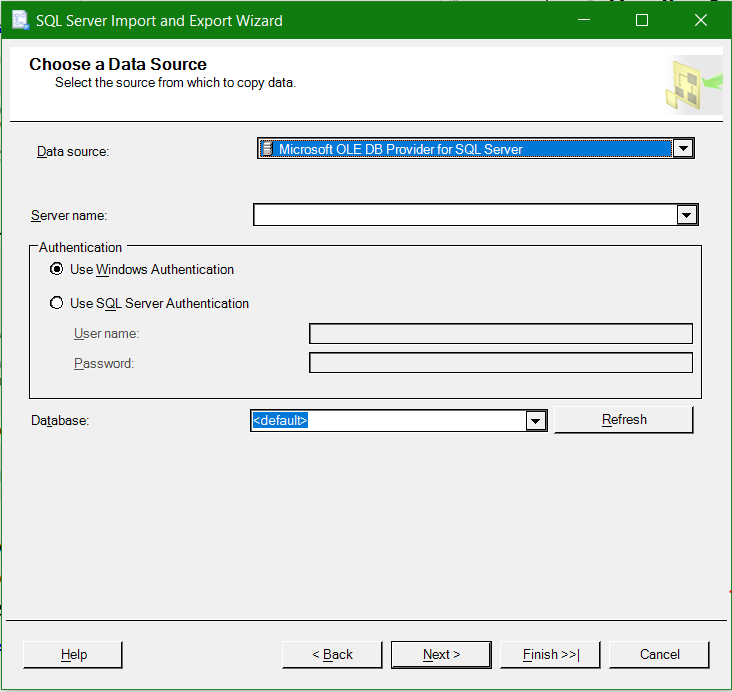 SQL Server Import and Export Wizard
Choose a Data Source
Select the source from which to copy data.
Data source:
Microsoft OLE DB Provider for SQL Server
Server name:
Authentication
Use Windows Authentication
Use SQL Server Authentication
User name:
Password:
Database:
<default>
Refresh
Help
< Back
Next >
Finish >>|
Cancel